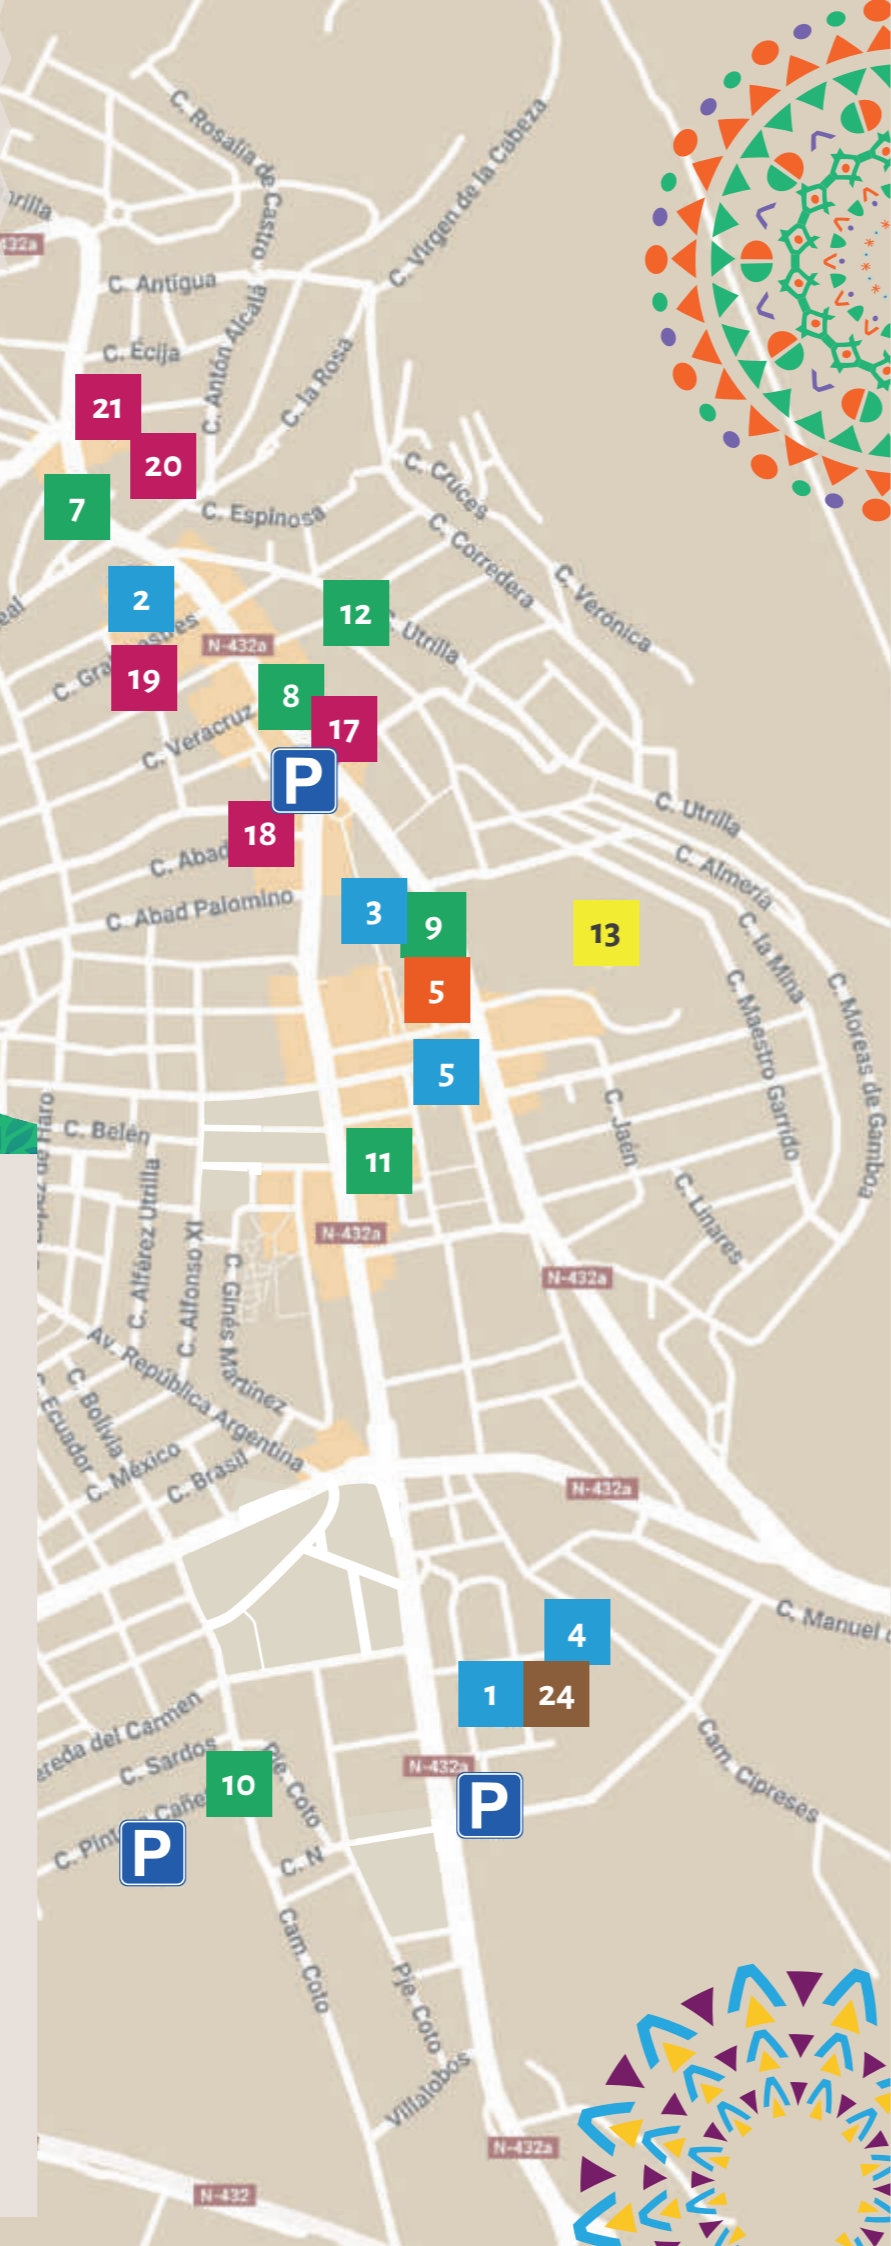 C. Rosalía de Castro
C. Virgen de la Cabeza
C. Antigua
C. Antón Alcalá
C. Écija
C. la Rosa
21
20
7
C. Espinosa
C. Cruces
C. Corredera
C. Verónica
2
12
C. Utrilla
N-432a
19
8
17
C. Veracruz
P
18
C. Abad
C. Utrilla
C. Almería
C. Abad Palomino
3
9
13
C. la Mina
5
C. Maestro Garrido
C. Moreas de Gamboa
5
C. Jaén
C. Belén
11
C. Linares
C. Alférez Utrilla
C. Alfonso XI
C. Ginés Martínez
N-432a
N-432a
Av. República Argentina
C. Ecuador
C. Bolivia
C. México
C. Brasil
N-432a
4
C. Manuel
1
24
C. Sardos
Pje. Coto
N-432a
Cam. Cipreses
10
P
P
C. N
Cam. Coto
Pje. Coto
Villalobos
N-432a
N-432